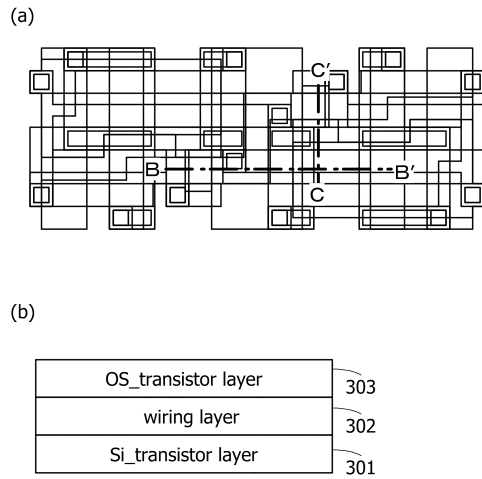 (a)
C′
B
B′
C
(b)
OS_transistor layer
303
wiring layer
302
Si_transistor layer
301